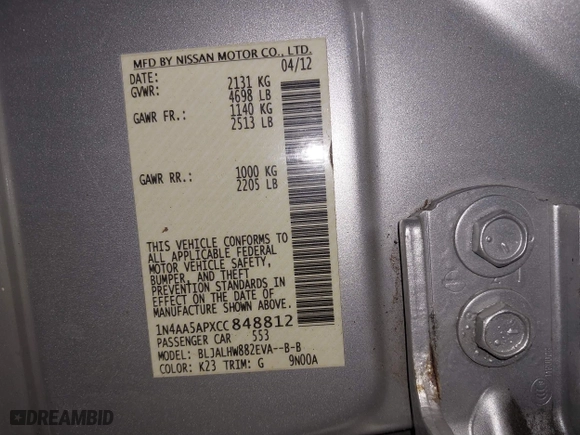 MFD BY NISSAN MOTOR CO., LTD.
DATE: 04/12
GVWR: 2131 KG
4698 LB
GAWR FR.: 1140 KG
2513 LB
GAWR RR.: 1000 KG
2205 LB
THIS VEHICLE CONFORMS TO
ALL APPLICABLE FEDERAL
MOTOR VEHICLE SAFETY,
BUMPER, AND THEFT
PREVENTION STANDARDS IN
EFFECT ON THE DATE OF
MANUFACTURE SHOWN ABOVE.
1N4AA5APXCC848812
PASSENGER CAR 553
MODEL: BLJALHW882EVA--B-B
COLOR: K23 TRIM: G 9N00A
DREAMBID